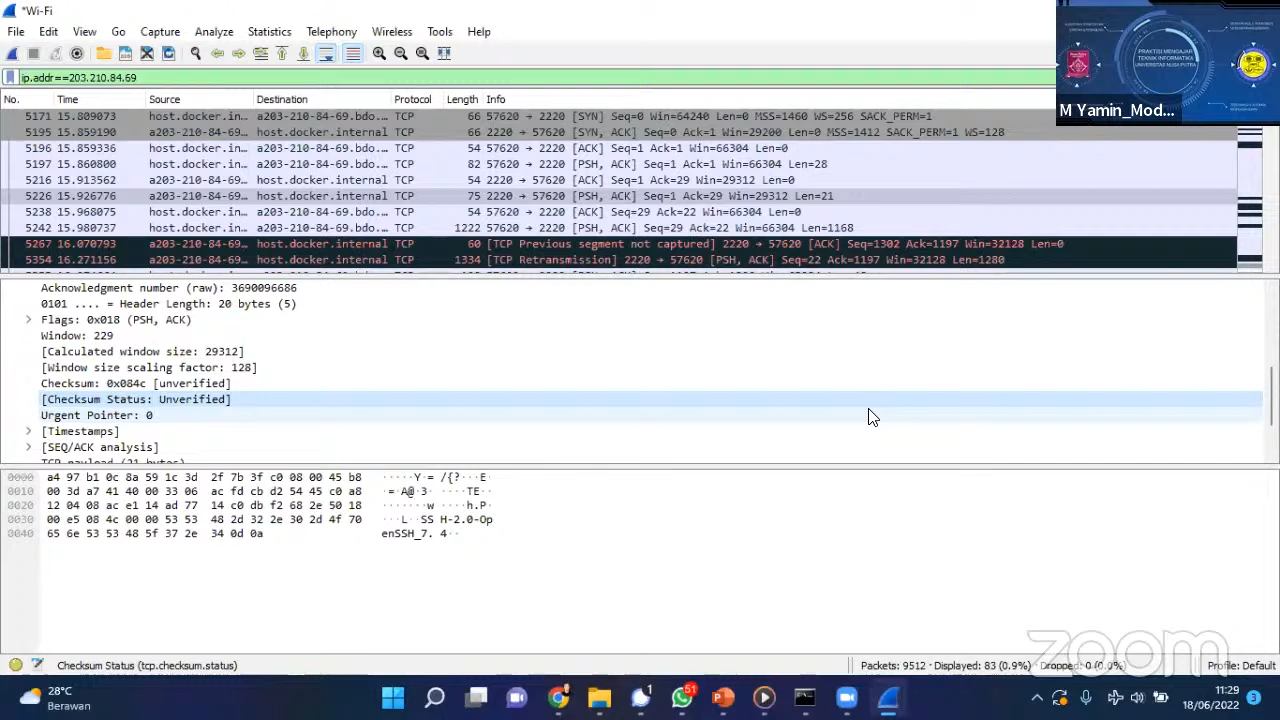 *Wi-Fi
File Edit View Go Capture Analyze Statistics Telephony Wireless Tools Help
ip.addr==203.210.84.69
No. Time Source Destination Protocol Length Info
5171 15.809073 host.docker.in... a203-210-84-69.bdo.... TCP 66 57620 → 2220 [SYN] Seq=0 Win=64240 Len=0 MSS=1460 WS=256 SACK_PERM=1
5195 15.859190 a203-210-84-69... host.docker.internal TCP 66 2220 → 57620 [SYN, ACK] Seq=0 Ack=1 Win=29200 Len=0 MSS=1412 SACK_PERM=1 WS=128
5196 15.859336 host.docker.in... a203-210-84-69.bdo.... TCP 54 57620 → 2220 [ACK] Seq=1 Ack=1 Win=66304 Len=0
5197 15.860800 host.docker.in... a203-210-84-69.bdo.... TCP 82 57620 → 2220 [PSH, ACK] Seq=1 Ack=1 Win=66304 Len=28
5216 15.913562 a203-210-84-69... host.docker.internal TCP 54 2220 → 57620 [ACK] Seq=1 Ack=29 Win=29312 Len=0
5226 15.926776 a203-210-84-69... host.docker.internal TCP 75 2220 → 57620 [PSH, ACK] Seq=1 Ack=29 Win=29312 Len=21
5238 15.968075 host.docker.in... a203-210-84-69.bdo.... TCP 54 57620 → 2220 [ACK] Seq=29 Ack=22 Win=66304 Len=0
5242 15.980737 host.docker.in... a203-210-84-69.bdo.... TCP 1222 57620 → 2220 [PSH, ACK] Seq=29 Ack=22 Win=66304 Len=1168
5267 16.070793 a203-210-84-69... host.docker.internal TCP 60 [TCP Previous segment not captured] 2220 → 57620 [ACK] Seq=1302 Ack=1197 Win=32128 Len=0
5354 16.271156 a203-210-84-69... host.docker.internal TCP 1334 [TCP Retransmission] 2220 → 57620 [PSH, ACK] Seq=22 Ack=1197 Win=32128 Len=1280
PRAKTISI MENGAJAR
TEKNIK INFORMATIKA
UNIVERSITAS NUSA PUTRA
M Yamin_Mod...
Acknowledgment number (raw): 3690096686
0101 .... = Header Length: 20 bytes (5)
Flags: 0x018 (PSH, ACK)
Window: 229
[Calculated window size: 29312]
[Window size scaling factor: 128]
Checksum: 0x084c [unverified]
[Checksum Status: Unverified]
Urgent Pointer: 0
[Timestamps]
[SEQ/ACK analysis]
TCP payload (21 bytes)
0000 a4 97 b1 0c 8a 59 1c 3d 2f 7b 3f c0 08 00 45 b8 ·····Y·= /{?···E·
0010 00 3d a7 41 40 00 33 06 ac fd cb d2 54 45 c0 a8 ·=·A@·3· ····TE··
0020 12 04 08 ac e1 14 ad 77 14 c0 db f2 68 2e 50 18 ·······w ····h.P·
0030 00 e5 08 4c 00 00 53 53 48 2d 32 2e 30 2d 4f 70 ···L··SS H-2.0-Op
0040 65 6e 53 53 48 5f 37 2e 34 0d 0a enSSH_7. 4··
zoom
Checksum Status (tcp.checksum.status)
Packets: 9512 · Displayed: 83 (0.9%) · Dropped: 0 (0.0%)
Profile: Default
28°C
Berawan
51
11:29
18/06/2022
3